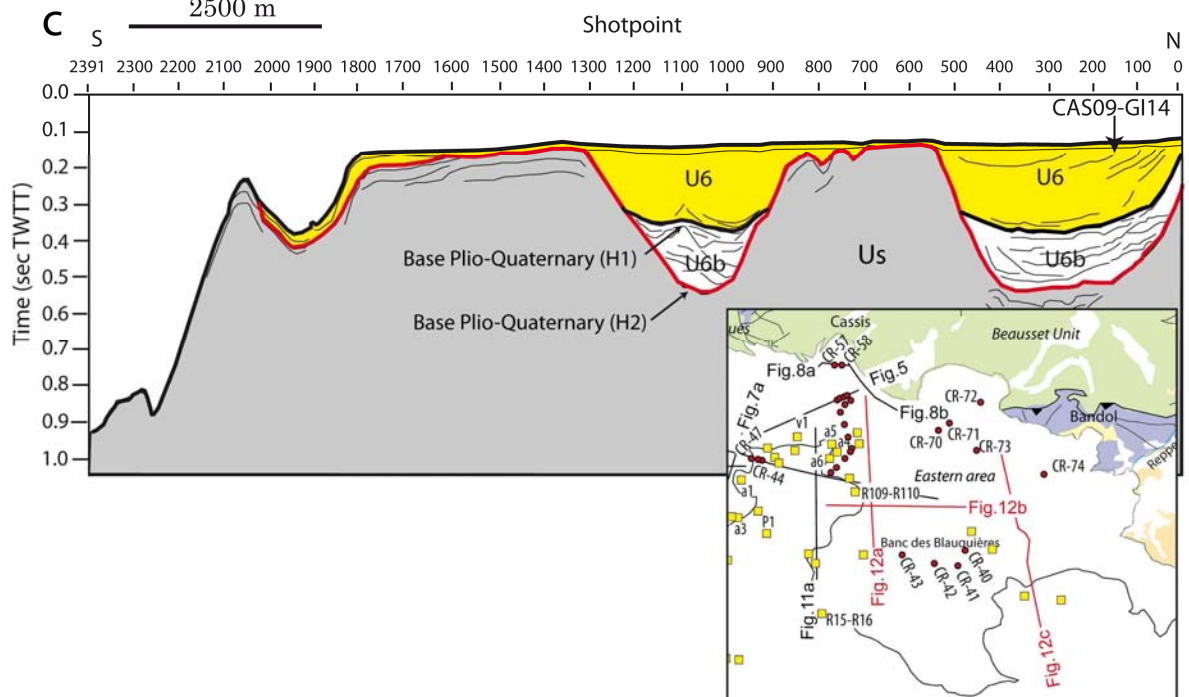 C
2500 m
Shotpoint
S
N
2391 2300 2200 2100 2000 1900 1800 1700 1600 1500 1400 1300 1200 1100 1000 900 800 700 600 500 400 300 200 100 0
CAS09-GI14
Time (sec TWTT)
0.0
0.1
0.2
0.3
0.4
0.5
0.6
0.7
0.8
0.9
1.0
U6
U6
Base Plio-Quaternary (H1)
U6b
Us
U6b
Base Plio-Quaternary (H2)
ues
Cassis
Beausset Unit
CR-57
CR-58
Fig.8a
Fig.5
Fig.7a
Fig.8b
CR-72
Bandol
v1
a5
a4
a6
CR-47
CR-44
CR-70
CR-71
CR-73
CR-74
Reppe
Eastern area
a1
R109-R110
a3
P1
Fig.12b
Banc des Blauquières
CR-43
CR-42
CR-41
CR-40
Fig.12a
Fig.11a
R15-R16
Fig.12c